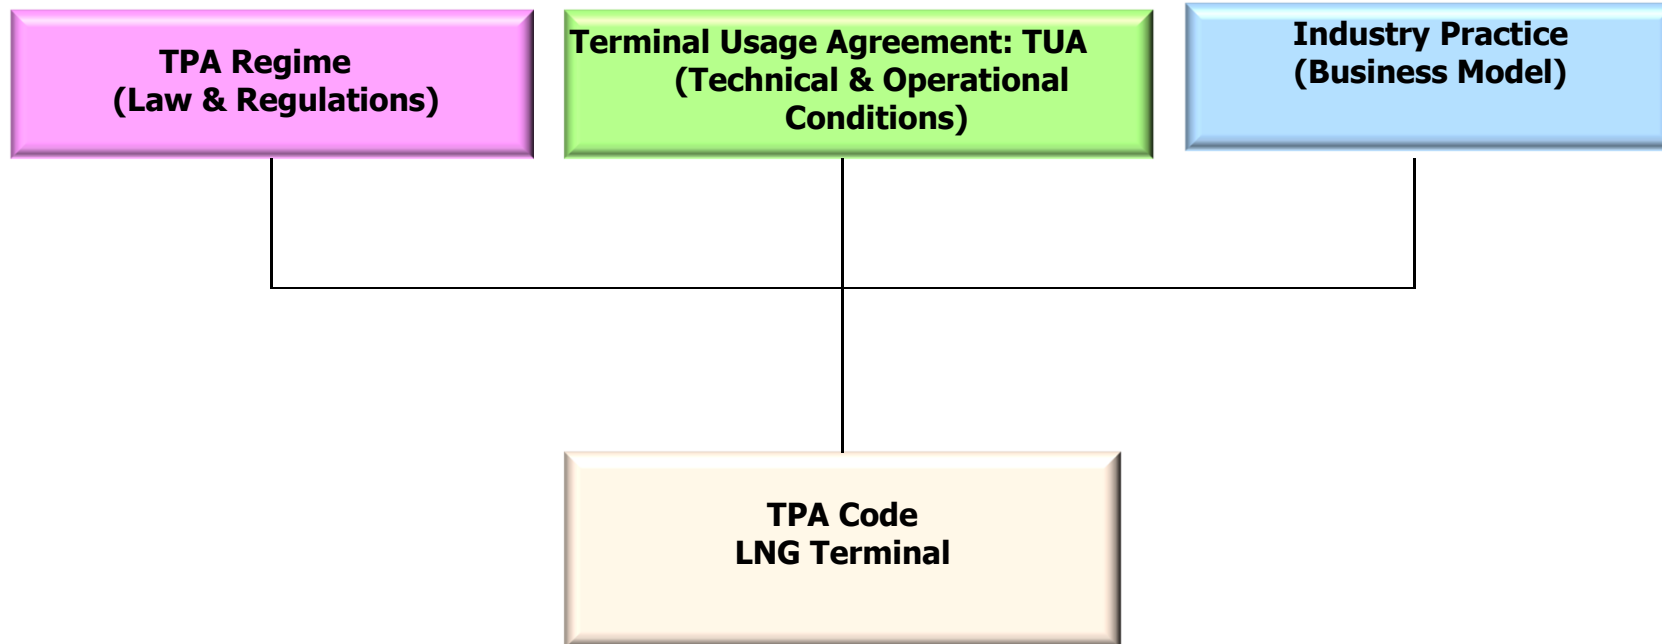 TPA Regime
(Law & Regulations)
Terminal Usage Agreement: TUA
(Technical & Operational
Conditions)
Industry Practice
(Business Model)
TPA Code
LNG Terminal